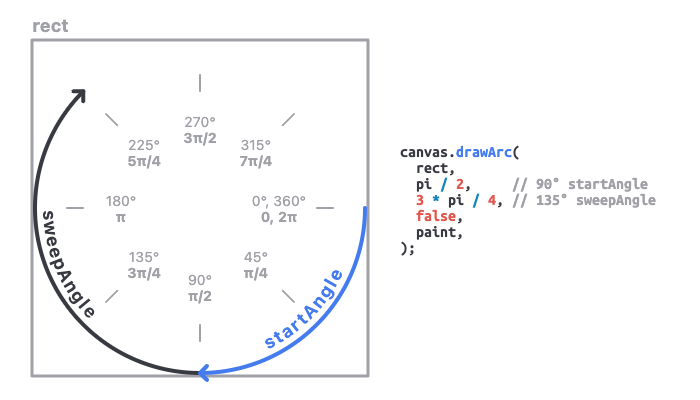 rect
270°
3π/2
225°
5π/4
315°
7π/4
180°
π
0°, 360°
0, 2π
135°
3π/4
45°
π/4
90°
π/2
sweepAngle
startAngle
canvas.drawArc(
rect,
pi / 2, // 90° startAngle
3 * pi / 4, // 135° sweepAngle
false,
paint,
);